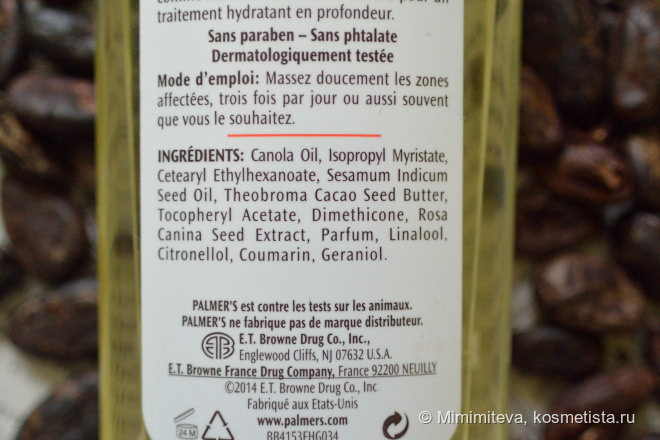 traitement hydratant en profondeur.
Sans paraben – Sans phtalate
Dermatologiquement testée
Mode d'emploi: Massez doucement les zones
affectées, trois fois par jour ou aussi souvent
que vous le souhaitez.
INGRÉDIENTS: Canola Oil, Isopropyl Myristate,
Cetearyl Ethylhexanoate, Sesamum Indicum
Seed Oil, Theobroma Cacao Seed Butter,
Tocopheryl Acetate, Dimethicone, Rosa
Canina Seed Extract, Parfum, Linalool,
Citronellol, Coumarin, Geraniol.
PALMER'S est contre les tests sur les animaux.
PALMER'S ne fabrique pas de marque distributeur.
ETB
E.T. Browne Drug Co., Inc.,
Englewood Cliffs, NJ 07632 U.S.A.
E.T. Browne France Drug Company, France 92200 NEUILLY
©2014 E.T. Browne Drug Co., Inc.
Fabriqué aux Etats-Unis
www.palmers.com
24 M
BB4153FHG034
© Mimimiteva, kosmetista.ru